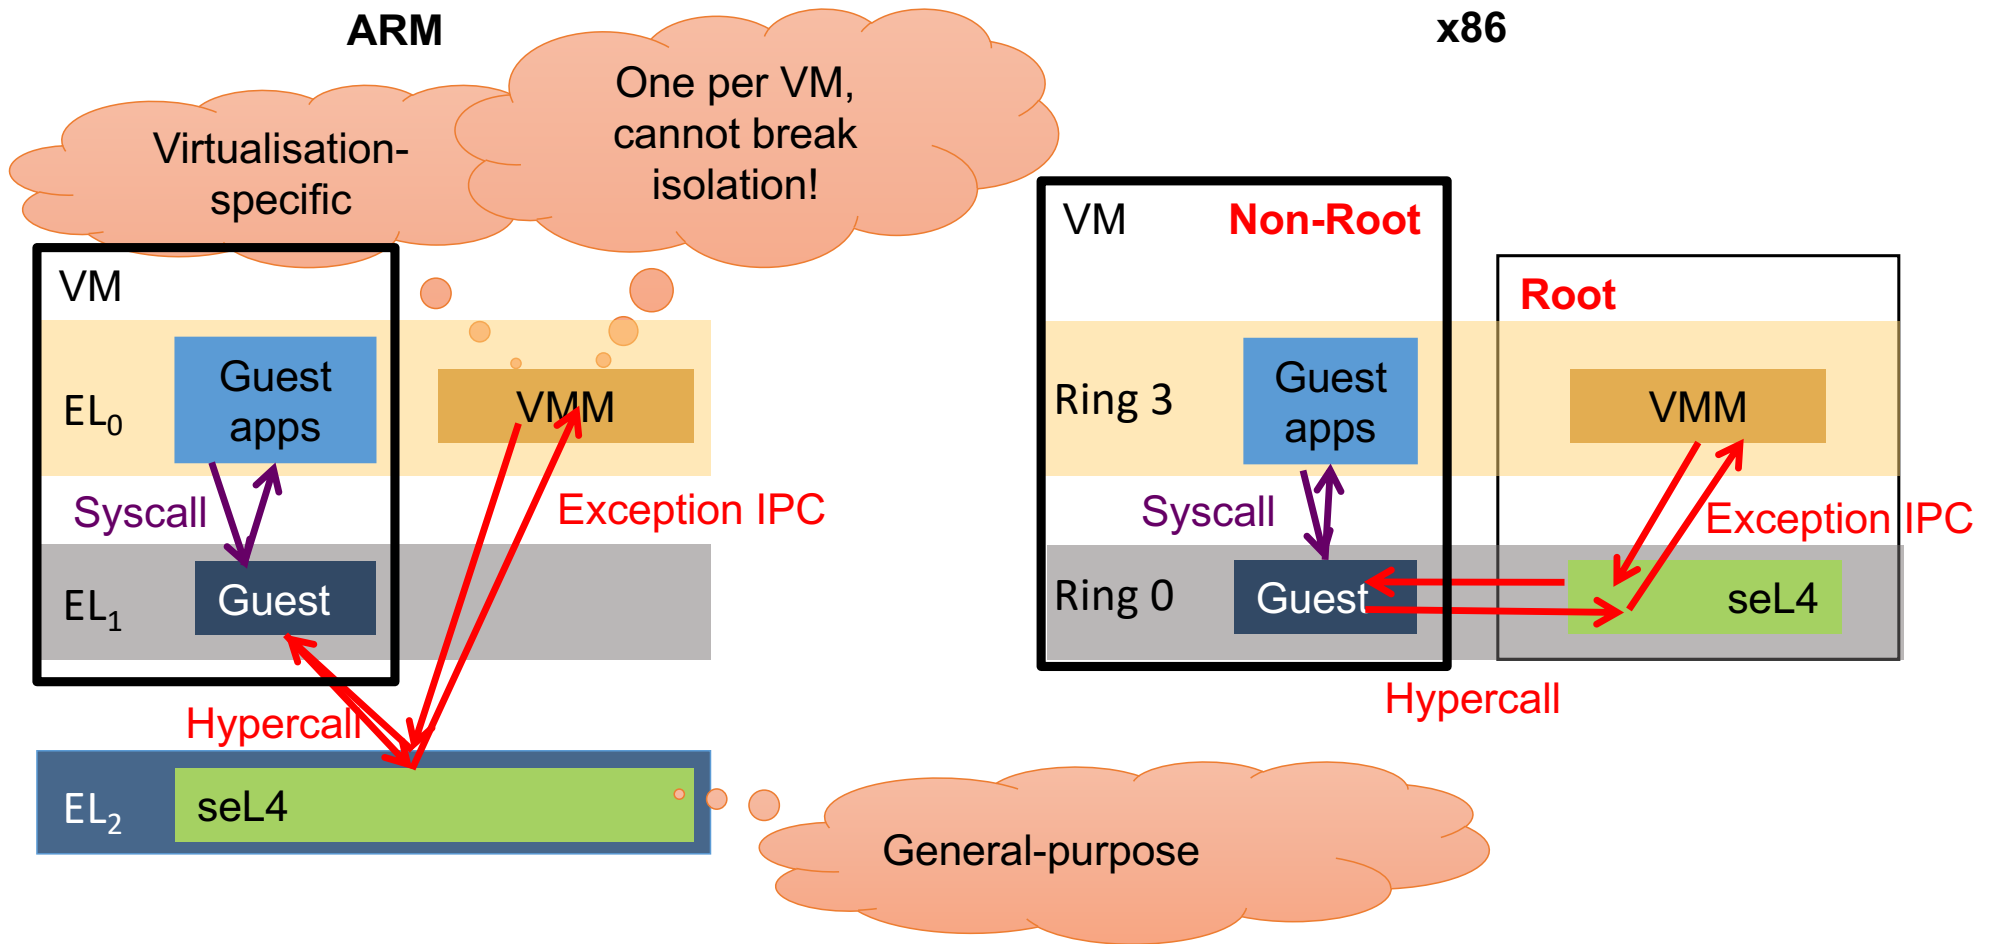 ARM
x86
One per VM,
cannot break
isolation!
Virtualisation-
specific
VM
EL0
Guest
apps
VMM
Syscall
Exception IPC
EL1
Guest
Hypercall
EL2
seL4
General-purpose
VM
Non-Root
Root
Ring 3
Guest
apps
VMM
Syscall
Exception IPC
Ring 0
Guest
seL4
Hypercall